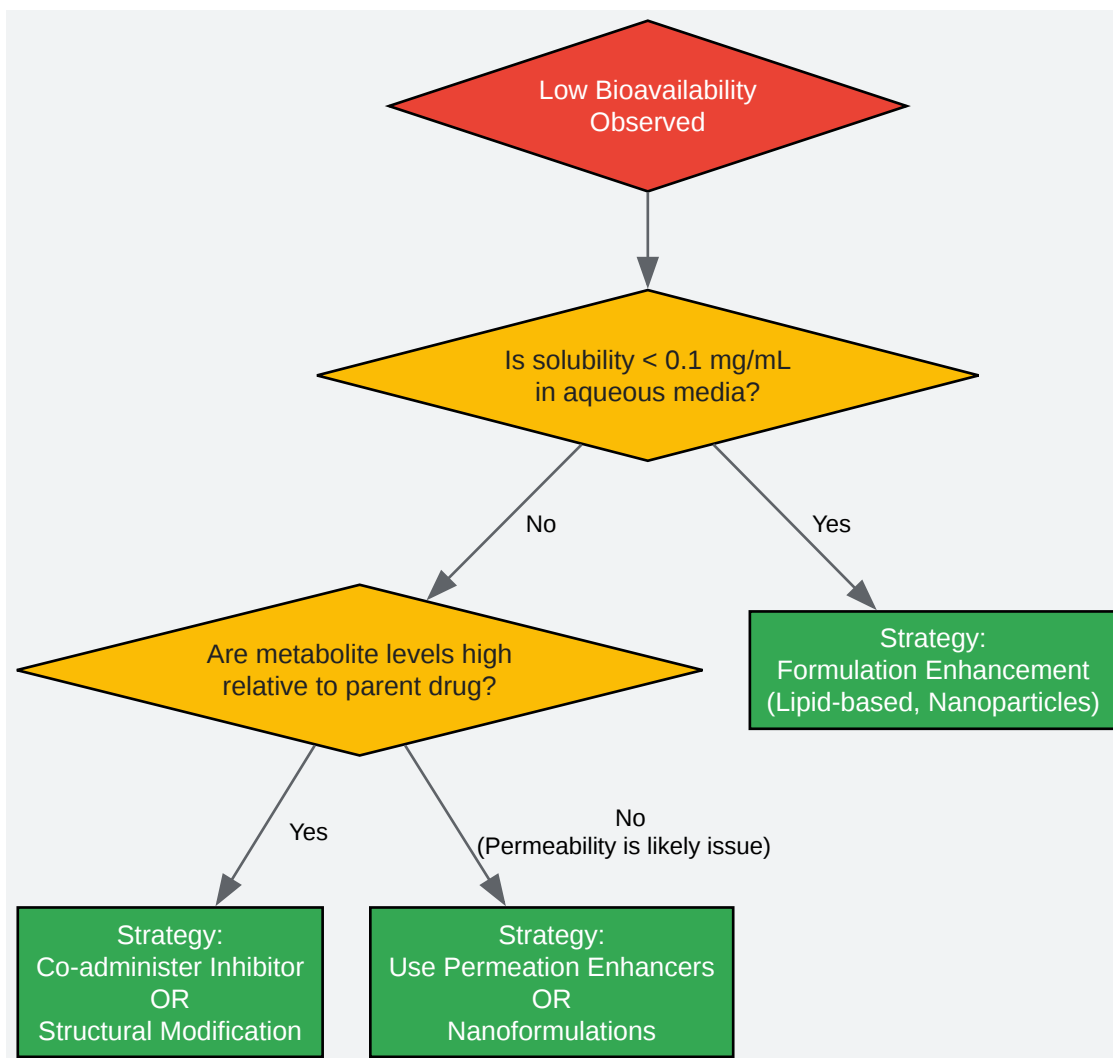 Low Bioavailability
Observed
Is solubility < 0.1 mg/mL
in aqueous media?
No
Yes
Are metabolite levels high
relative to parent drug?
Strategy:
Formulation Enhancement
(Lipid-based, Nanoparticles)
Yes
No
(Permeability is likely issue)
Strategy:
Co-administer Inhibitor
OR
Structural Modification
Strategy:
Use Permeation Enhancers
OR
Nanoformulations